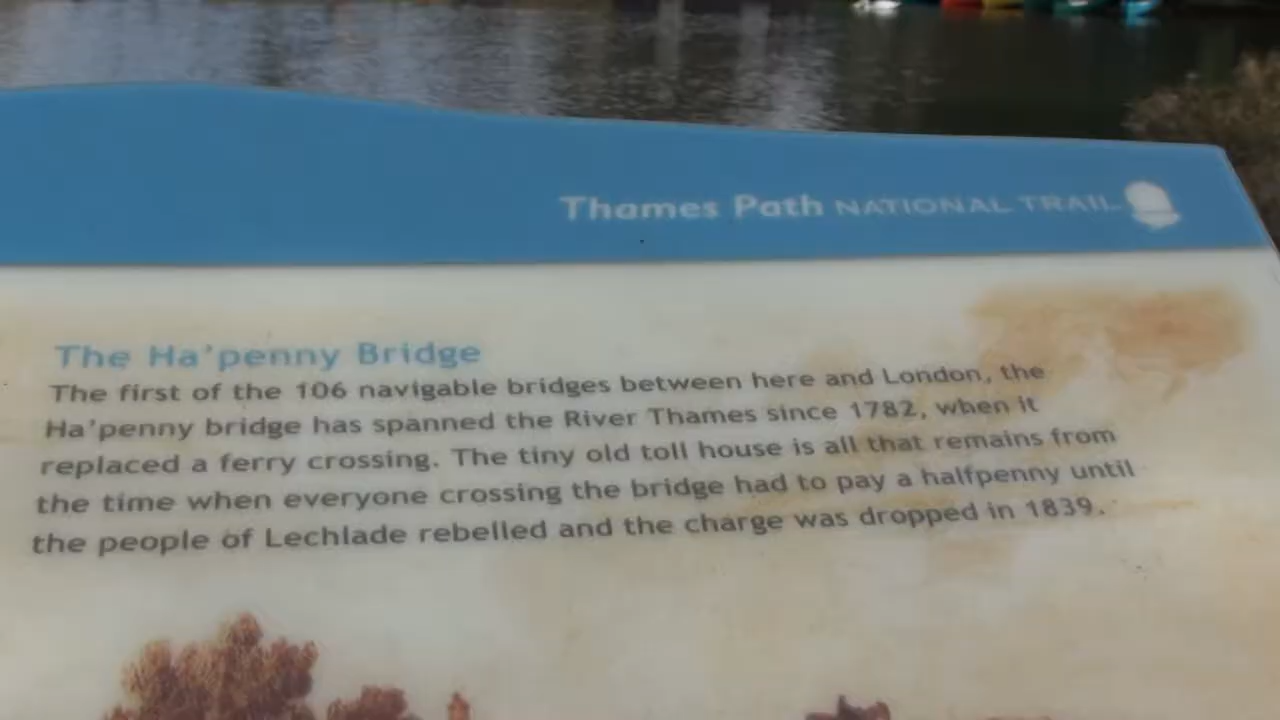 Thames Path NATIONAL TRAIL
The Ha'penny Bridge
The first of the 106 navigable bridges between here and London, the
Ha'penny bridge has spanned the River Thames since 1782, when it
replaced a ferry crossing. The tiny old toll house is all that remains from
the time when everyone crossing the bridge had to pay a halfpenny until
the people of Lechlade rebelled and the charge was dropped in 1839.